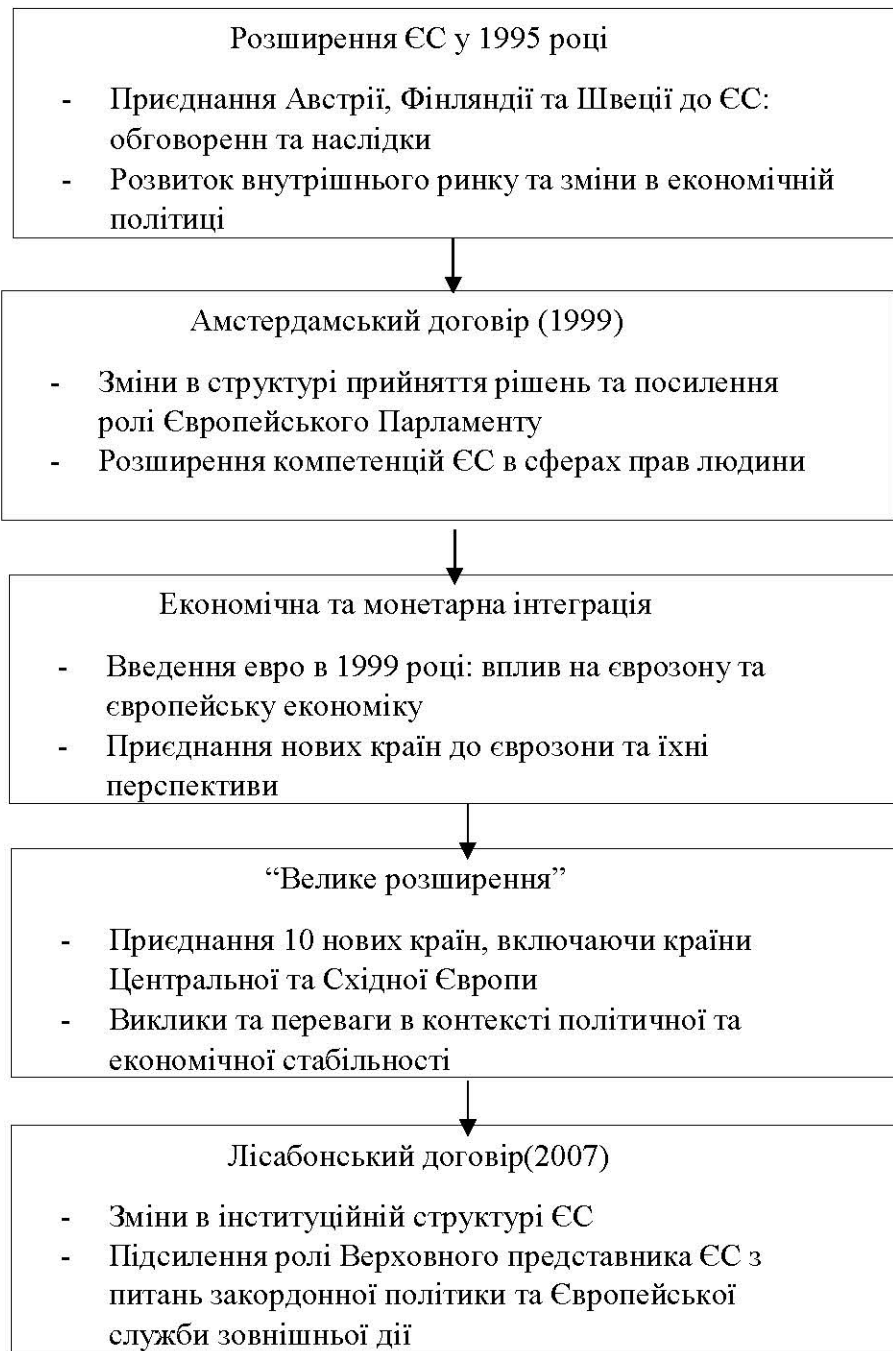 Розширення ЄС у 1995 році
- Приєднання Австрії, Фінляндії та Швеції до ЄС:
обговоренн та наслідки
- Розвиток внутрішнього ринку та зміни в економічній
політиці
Амстердамський договір (1999)
- Зміни в структурі прийняття рішень та посилення
ролі Європейського Парламенту
- Розширення компетенцій ЄС в сферах прав людини
Економічна та монетарна інтеграція
- Введення евро в 1999 році: вплив на єврозону та
європейську економіку
- Приєднання нових країн до єврозони та їхні
перспективи
“Велике розширення”
- Приєднання 10 нових країн, включаючи країни
Центральної та Східної Європи
- Виклики та переваги в контексті політичної та
економічної стабільності
Лісабонський договір(2007)
- Зміни в інституційній структурі ЄС
- Підсилення ролі Верховного представника ЄС з
питань закордонної політики та Європейської
служби зовнішньої дії